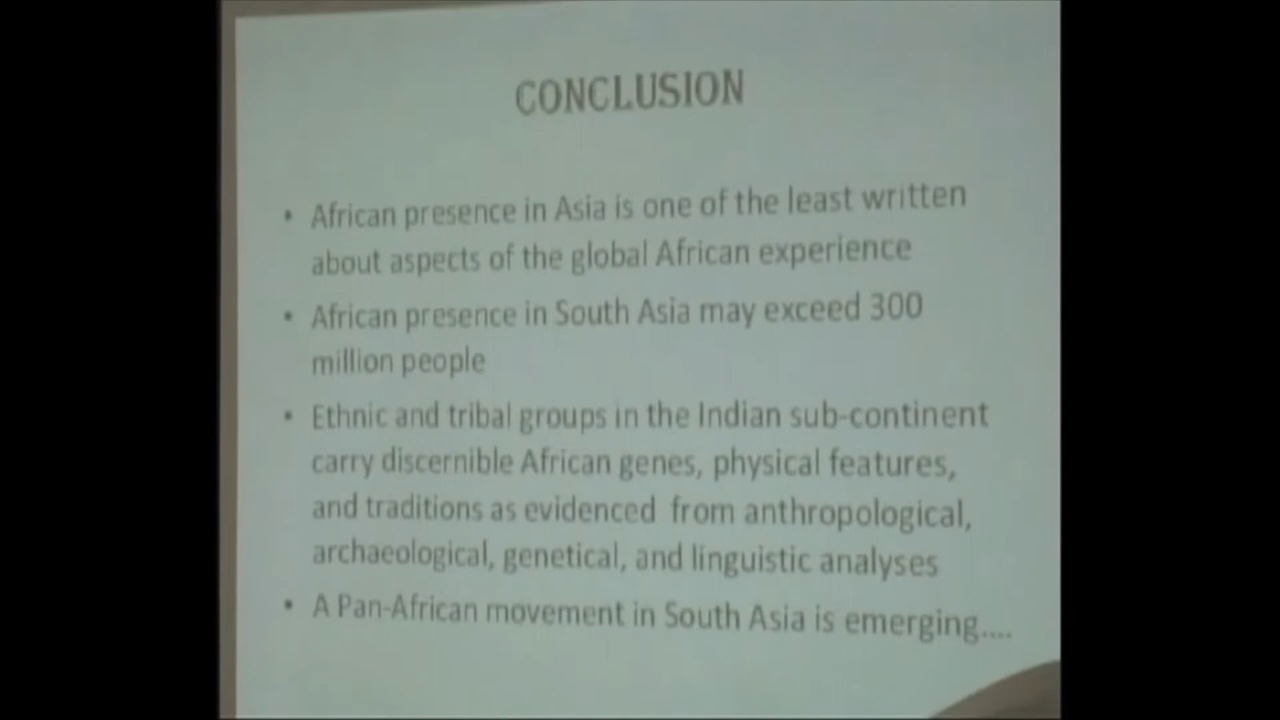 CONCLUSION
• African presence in Asia is one of the least written
about aspects of the global African experience
• African presence in South Asia may exceed 300
million people
• Ethnic and tribal groups in the Indian sub-continent
carry discernible African genes, physical features,
and traditions as evidenced from anthropological,
archaeological, genetical, and linguistic analyses
• A Pan-African movement in South Asia is emerging....